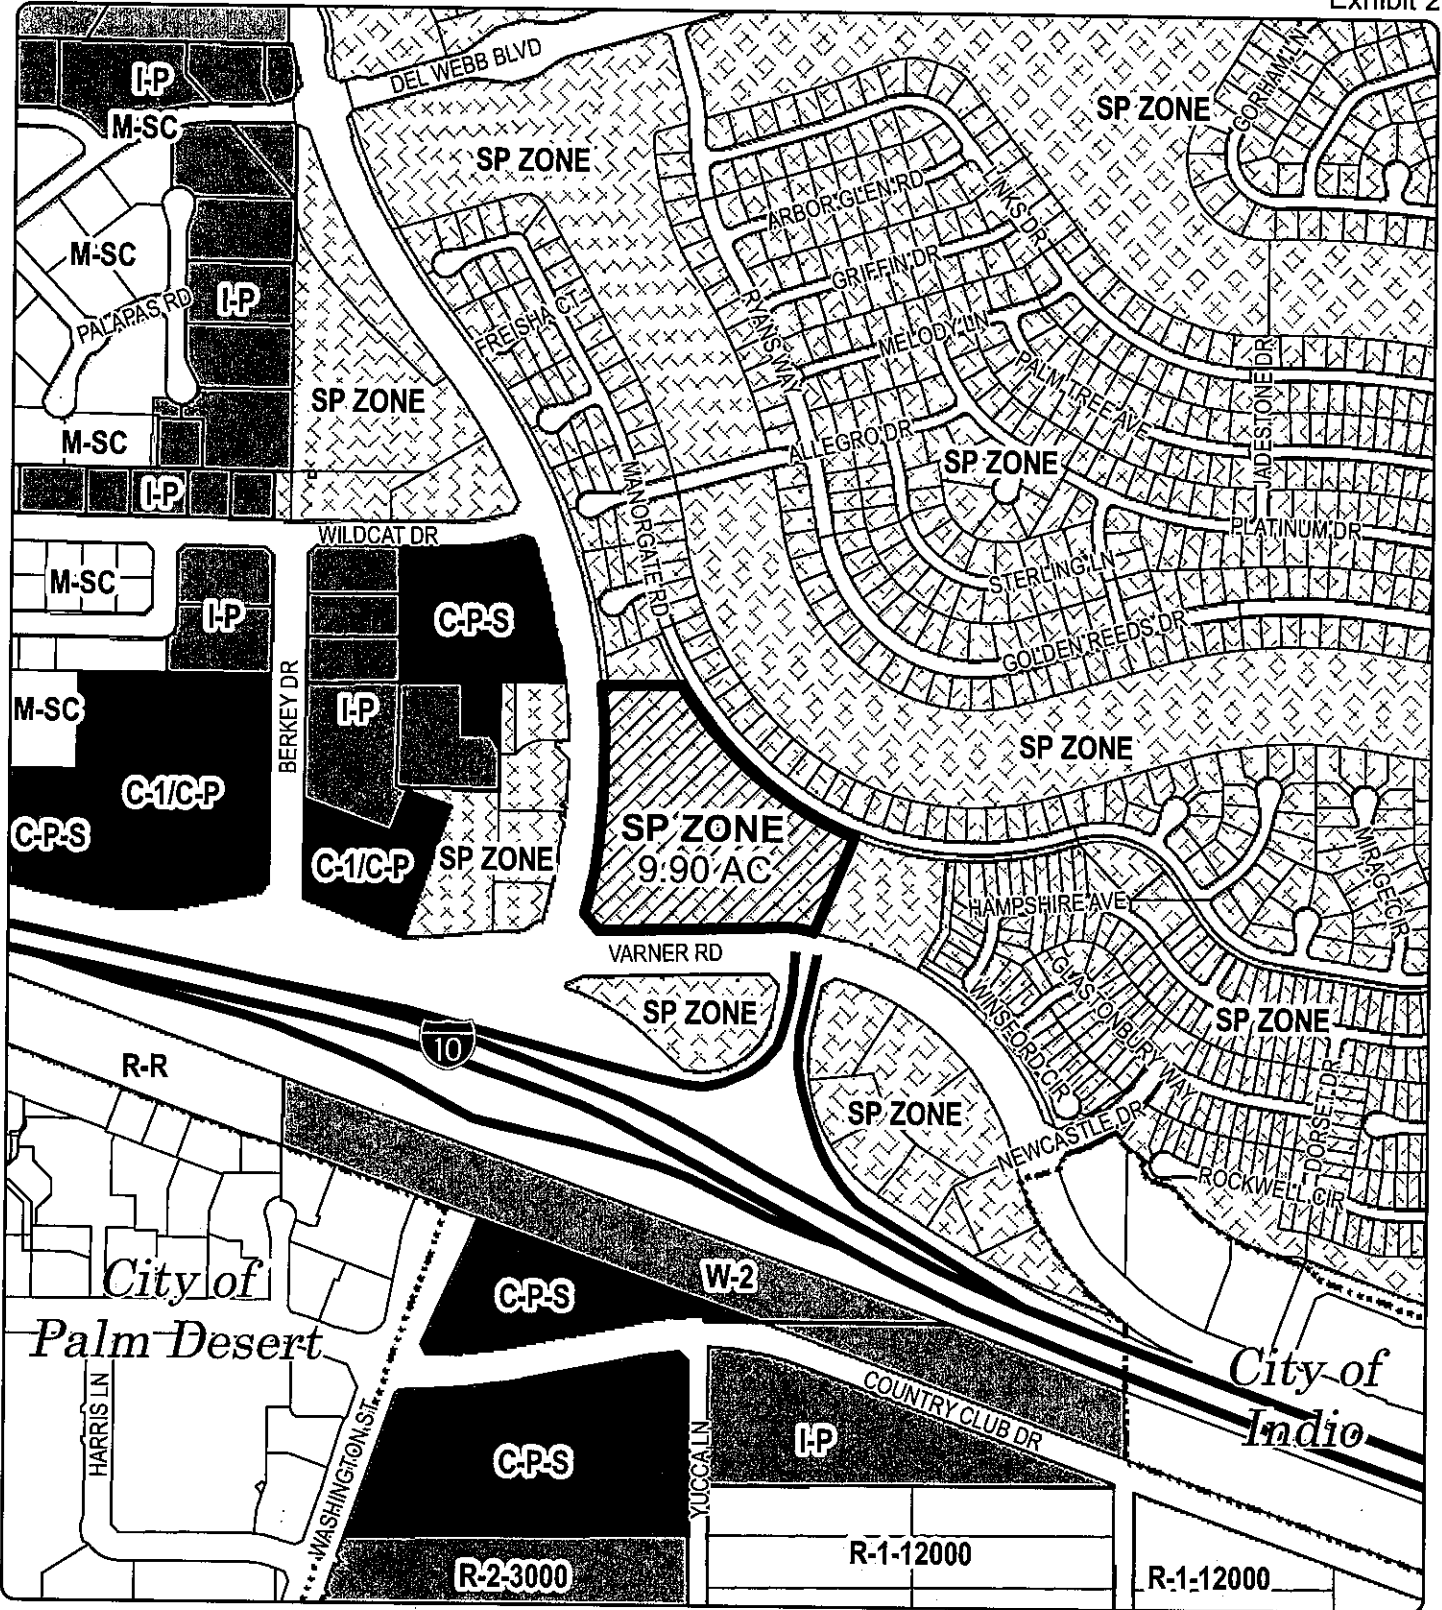 Exhibit 2
DEL WEBB BLVD
I-P
M-SC
SP ZONE
SP ZONE
GORHAM LN
ARBOR GLEN RD
INKS DR
M-SC
I-P
PALAPAS RD
GRIFFIN DR
FREISHA CT
RYANS WAY
MELODY LN
PALM TREE AVE
JADESTONE DR
SP ZONE
M-SC
ALLEGRO DR
SP ZONE
I-P
MANORGATE RD
WILDCAT DR
PLATINUM DR
M-SC
I-P
C-P-S
STERLING LN
GOLDEN REEDS DR
M-SC
BERKEY DR
I-P
SP ZONE
C-1/C-P
C-P-S
C-1/C-P
SP ZONE
SP ZONE
9.90 AC
MIRAGE CIR
HAMPSHIRE AVE
VARNER RD
GLASTONBURY WAY
WINSFORD CIR
SP ZONE
SP ZONE
10
R-R
SP ZONE
NEWCASTLE DR
DORSET DR
ROCKWELL CIR
City of
Palm Desert
C-P-S
W-2
City of
Indio
HARRIS LN
WASHINGTON ST
C-P-S
YUCCA LN
I-P
COUNTRY CLUB DR
R-2-3000
R-1-12000
R-1-12000